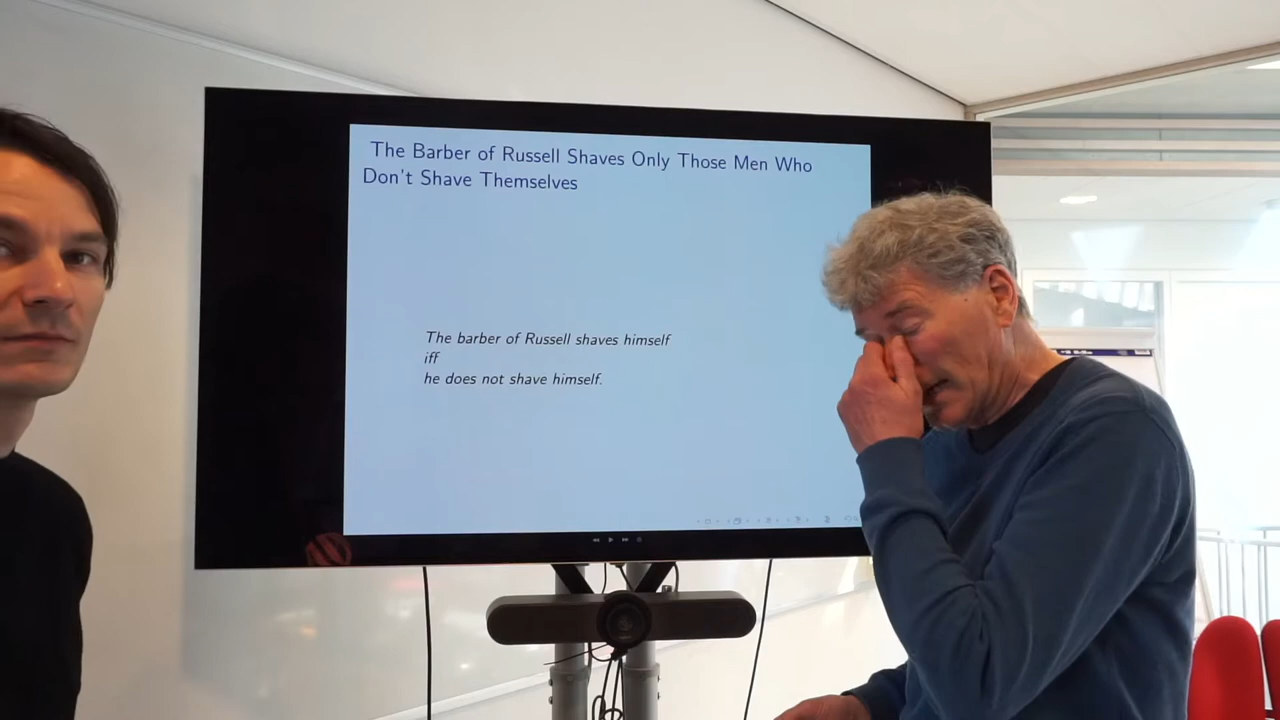 The Barber of Russell Shaves Only Those Men Who
Don't Shave Themselves
The barber of Russell shaves himself
iff
he does not shave himself.